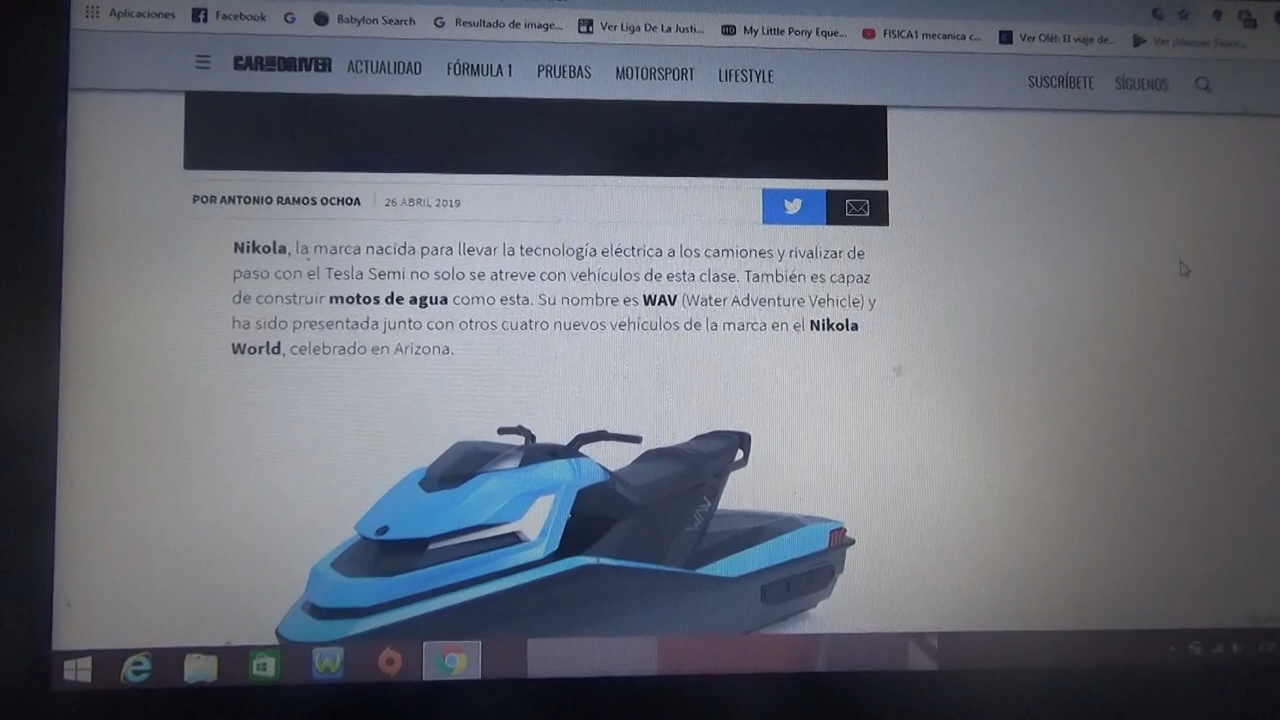 Aplicaciones Facebook Babylon Search Resultado de image... Ver Liga De La Justi... My Little Pony Eque... FISICA1 mecanica c... Ver Olé!: El viaje de...
CAR AND DRIVER ACTUALIDAD FÓRMULA 1 PRUEBAS MOTORSPORT LIFESTYLE SUSCRÍBETE SÍGUENOS
POR ANTONIO RAMOS OCHOA 26 ABRIL 2019
Nikola, la marca nacida para llevar la tecnología eléctrica a los camiones y rivalizar de
paso con el Tesla Semi no solo se atreve con vehículos de esta clase. También es capaz
de construir motos de agua como esta. Su nombre es WAV (Water Adventure Vehicle) y
ha sido presentada junto con otros cuatro nuevos vehículos de la marca en el Nikola
World, celebrado en Arizona.
WAV